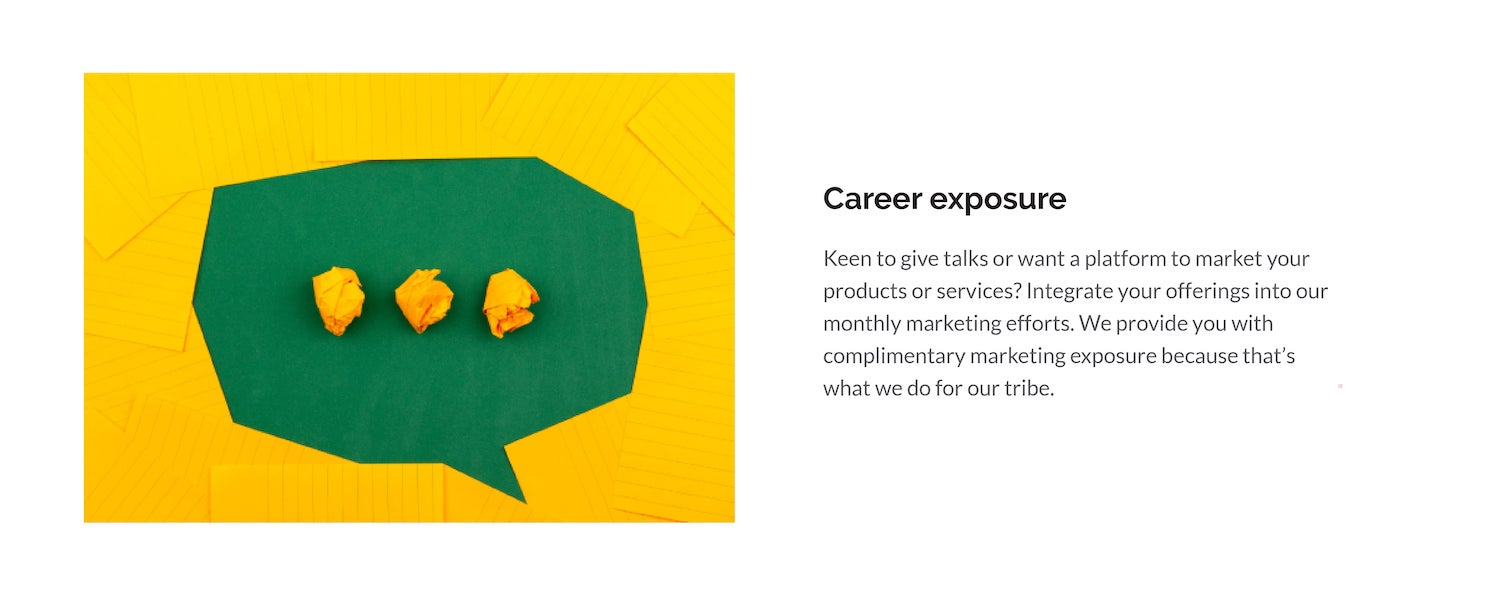 Career exposure
Keen to give talks or want a platform to market your
products or services? Integrate your offerings into our
monthly marketing efforts. We provide you with
complimentary marketing exposure because that’s
what we do for our tribe.